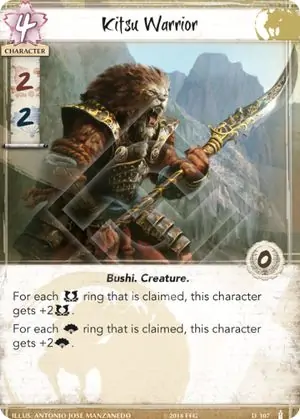 4
Kitsu Warrior
CHARACTER
2
2
0
Bushi. Creature.
For each ring that is claimed, this character
gets +2.
For each ring that is claimed, this character
gets +2.
ILLUS: ANTONIO JOSÉ MANZANEDO ©2018 FFG D 107